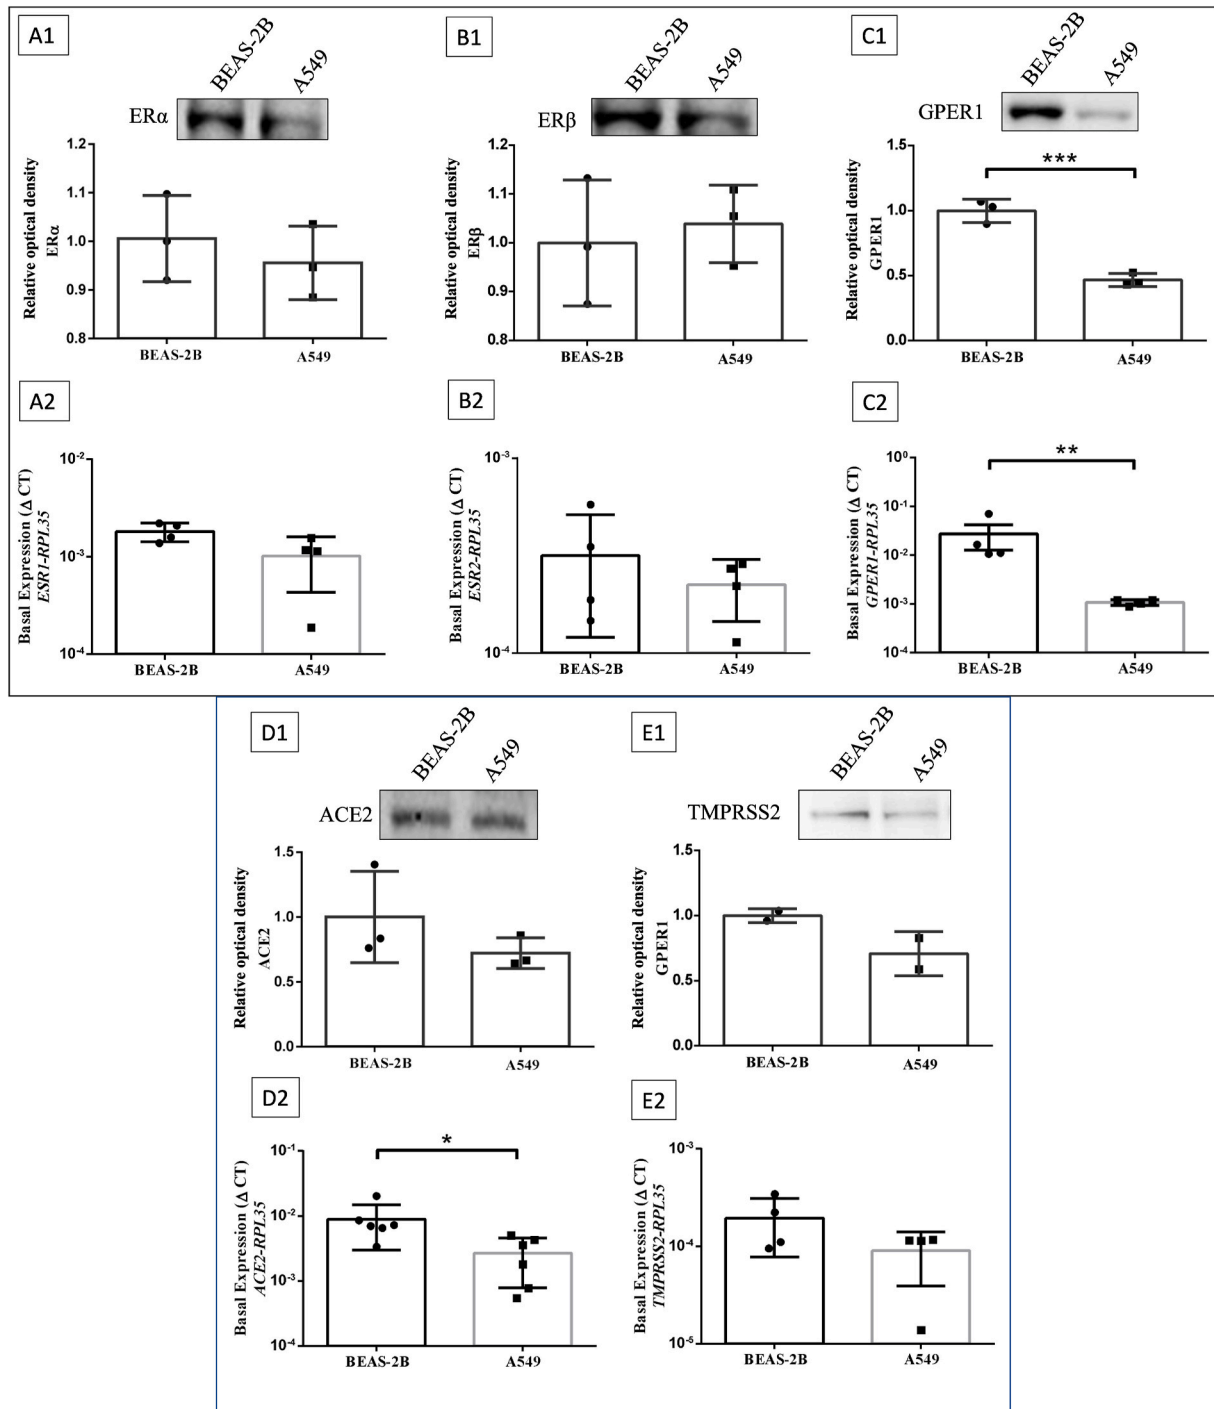 A1
BEAS-2B
A549
ERα
1.2
1.1
1.0
0.9
0.8
Relative optical density
ERα
BEAS-2B
A549
B1
BEAS-2B
A549
ERβ
1.2
1.1
1.0
0.9
0.8
Relative optical density
ERβ
BEAS-2B
A549
C1
BEAS-2B
A549
GPER1
***
1.5
1.0
0.5
0.0
Relative optical density
GPER1
BEAS-2B
A549
A2
10⁻²
10⁻³
10⁻⁴
Basal Expression (Δ CT)
ESR1-RPL35
BEAS-2B
A549
B2
10⁻³
10⁻⁴
Basal Expression (Δ CT)
ESR2-RPL35
BEAS-2B
A549
C2
**
10⁰
10⁻¹
10⁻²
10⁻³
10⁻⁴
Basal Expression (Δ CT)
GPER1-RPL35
BEAS-2B
A549
D1
BEAS-2B
A549
ACE2
1.5
1.0
0.5
0.0
Relative optical density
ACE2
BEAS-2B
A549
E1
BEAS-2B
A549
TMPRSS2
1.5
1.0
0.5
0.0
Relative optical density
GPER1
BEAS-2B
A549
D2
*
10⁻¹
10⁻²
10⁻³
10⁻⁴
Basal Expression (Δ CT)
ACE2-RPL35
BEAS-2B
A549
E2
10⁻³
10⁻⁴
10⁻⁵
Basal Expression (Δ CT)
TMPRSS2-RPL35
BEAS-2B
A549